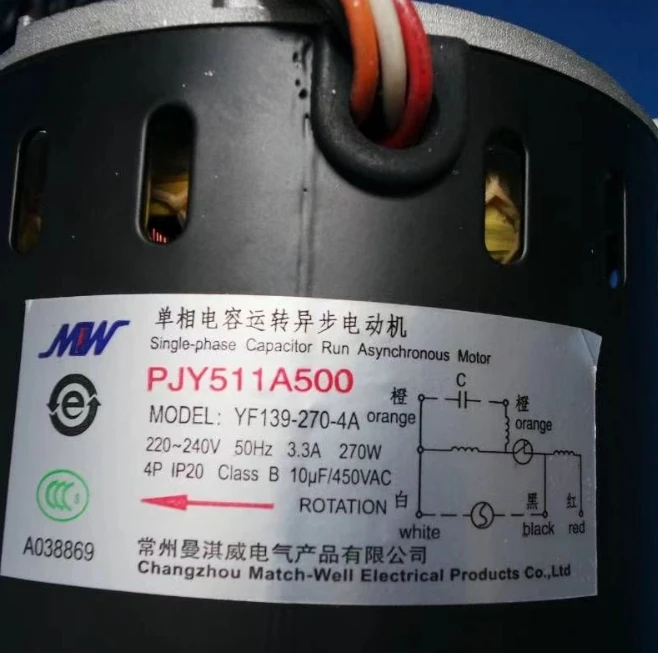 MW
单相电容运转异步电动机
Single-phase Capacitor Run Asynchronous Motor
PJY511A500
MODEL: YF139-270-4A
220~240V 50Hz 3.3A 270W
4P IP20 Class B 10μF/450VAC
ROTATION
e
CCC S
A038869
橙
orange
C
橙
orange
白
white
黑
black
红
red
常州曼淇威电气产品有限公司
Changzhou Match-Well Electrical Products Co.,Ltd